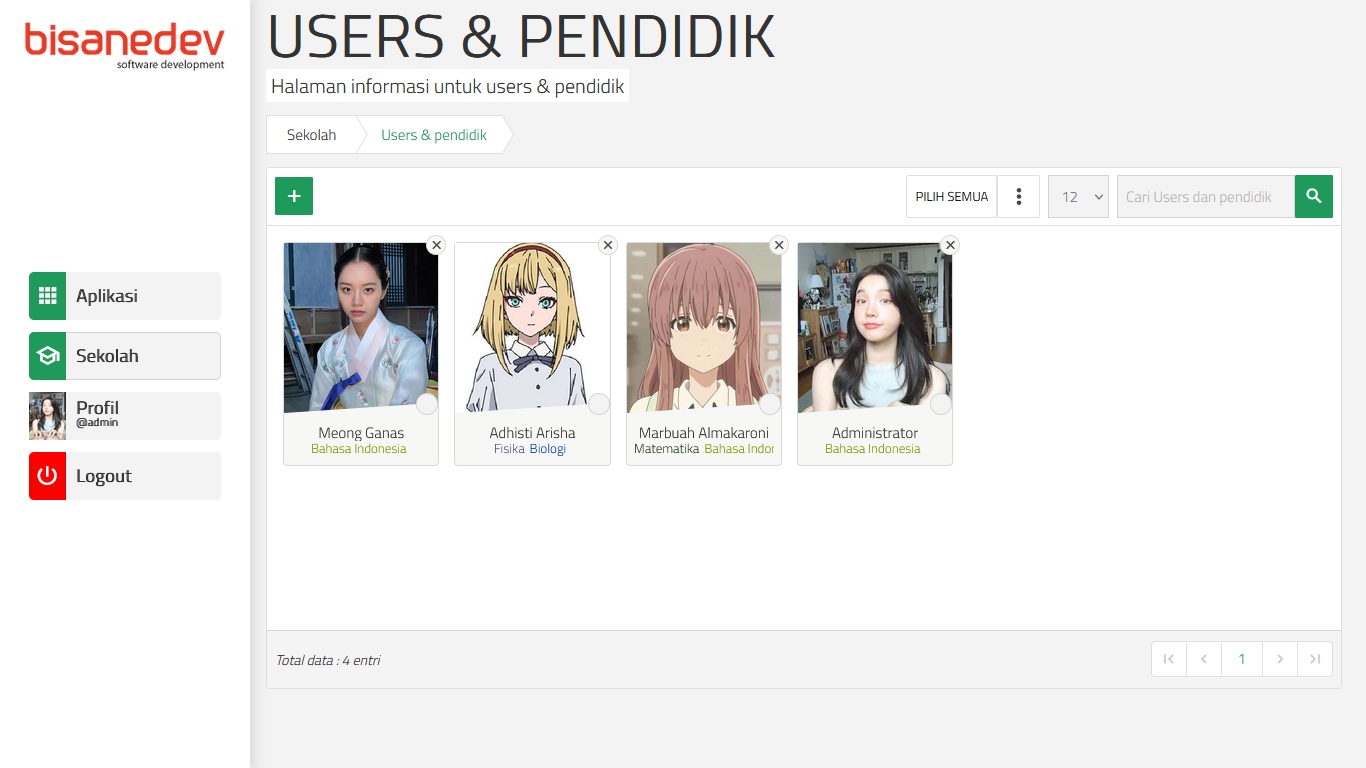 bisanedev
software development
Aplikasi
Sekolah
Profil
@admin
Logout
USERS & PENDIDIK
Halaman informasi untuk users & pendidik
Sekolah
Users & pendidik
+
PILIH SEMUA
12
Cari Users dan pendidik
Meong Ganas
Bahasa Indonesia
Adhisti Arisha
Fisika Biologi
Marbuah Almakaroni
Matematika Bahasa Indor
Administrator
Bahasa Indonesia
Total data : 4 entri
1